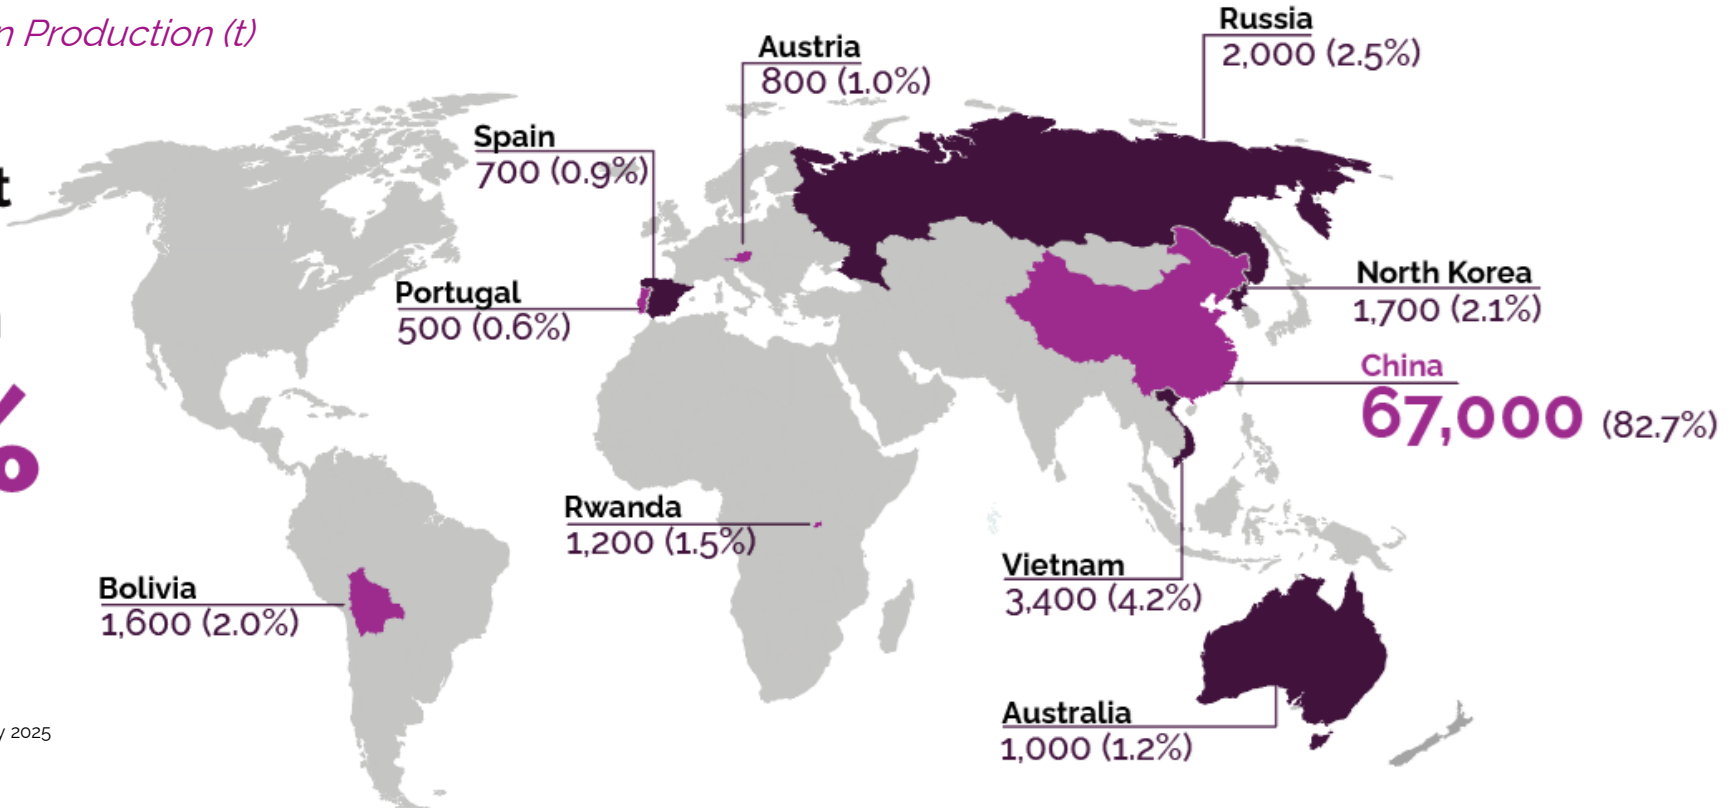 n Production (t)
Russia
2,000 (2.5%)
Austria
800 (1.0%)
Spain
700 (0.9%)
t
Portugal
500 (0.6%)
North Korea
1,700 (2.1%)
China
67,000 (82.7%)
%
Rwanda
1,200 (1.5%)
Vietnam
3,400 (4.2%)
Bolivia
1,600 (2.0%)
Australia
1,000 (1.2%)
y 2025